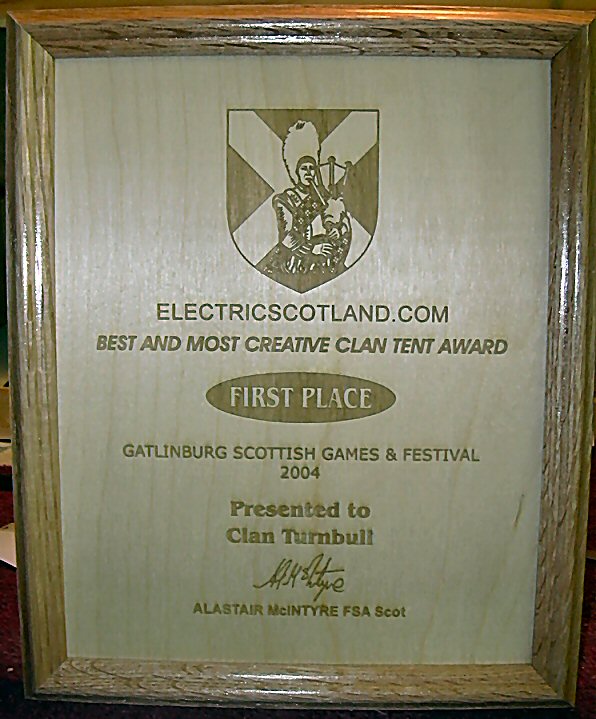 ELECTRICSCOTLAND.COM
BEST AND MOST CREATIVE CLAN TENT AWARD
FIRST PLACE
GATLINBURG SCOTTISH GAMES & FESTIVAL
2004
Presented to
Clan Turnbull
ALASTAIR McINTYRE FSA Scot